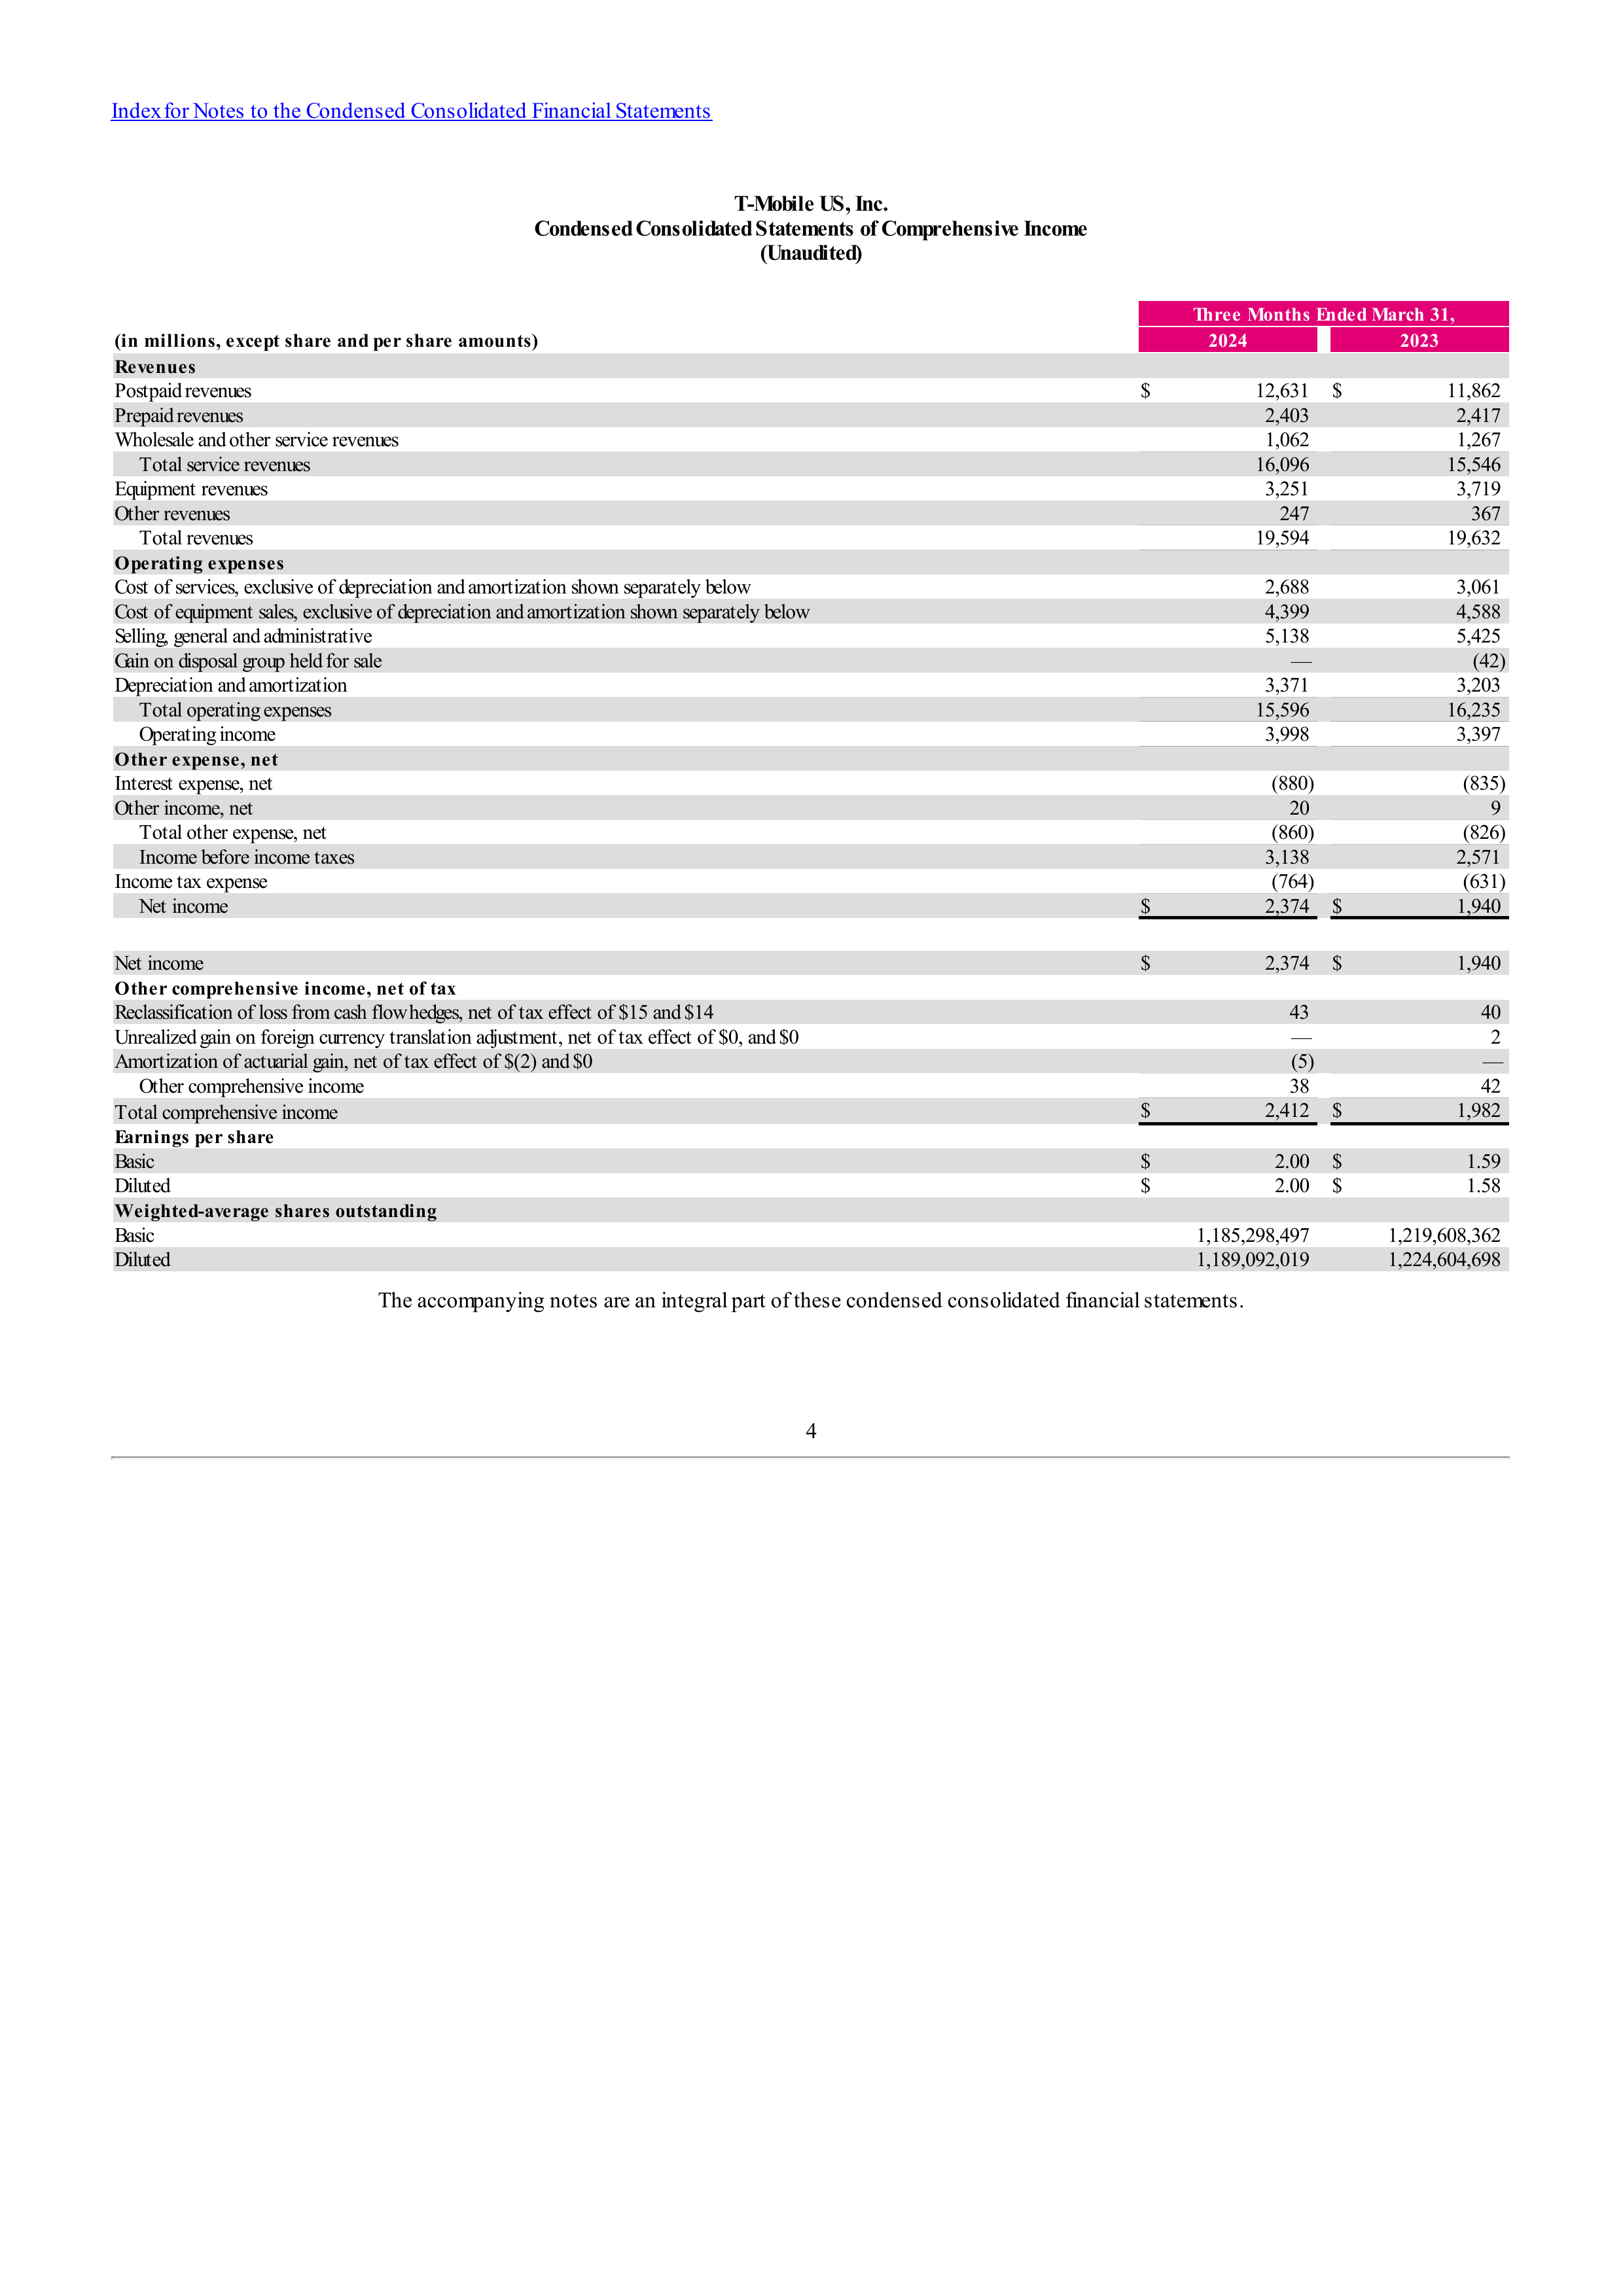 Index for Notes to the Condensed Consolidated Financial Statements
T-Mobile US, Inc.
Condensed Consolidated Statements of Comprehensive Income
(Unaudited)
Three Months Ended March 31,
(in millions, except share and per share amounts) 2024 2023
Revenues
Postpaid revenues $ 12,631 $ 11,862
Prepaid revenues 2,403 2,417
Wholesale and other service revenues 1,062 1,267
Total service revenues 16,096 15,546
Equipment revenues 3,251 3,719
Other revenues 247 367
Total revenues 19,594 19,632
Operating expenses
Cost of services, exclusive of depreciation and amortization shown separately below 2,688 3,061
Cost of equipment sales, exclusive of depreciation and amortization shown separately below 4,399 4,588
Selling, general and administrative 5,138 5,425
Gain on disposal group held for sale — (42)
Depreciation and amortization 3,371 3,203
Total operating expenses 15,596 16,235
Operating income 3,998 3,397
Other expense, net
Interest expense, net (880) (835)
Other income, net 20 9
Total other expense, net (860) (826)
Income before income taxes 3,138 2,571
Income tax expense (764) (631)
Net income $ 2,374 $ 1,940
Net income $ 2,374 $ 1,940
Other comprehensive income, net of tax
Reclassification of loss from cash flow hedges, net of tax effect of $15 and $14 43 40
Unrealized gain on foreign currency translation adjustment, net of tax effect of $0, and $0 — 2
Amortization of actuarial gain, net of tax effect of $(2) and $0 (5) —
Other comprehensive income 38 42
Total comprehensive income $ 2,412 $ 1,982
Earnings per share
Basic $ 2.00 $ 1.59
Diluted $ 2.00 $ 1.58
Weighted-average shares outstanding
Basic 1,185,298,497 1,219,608,362
Diluted 1,189,092,019 1,224,604,698
The accompanying notes are an integral part of these condensed consolidated financial statements.
4